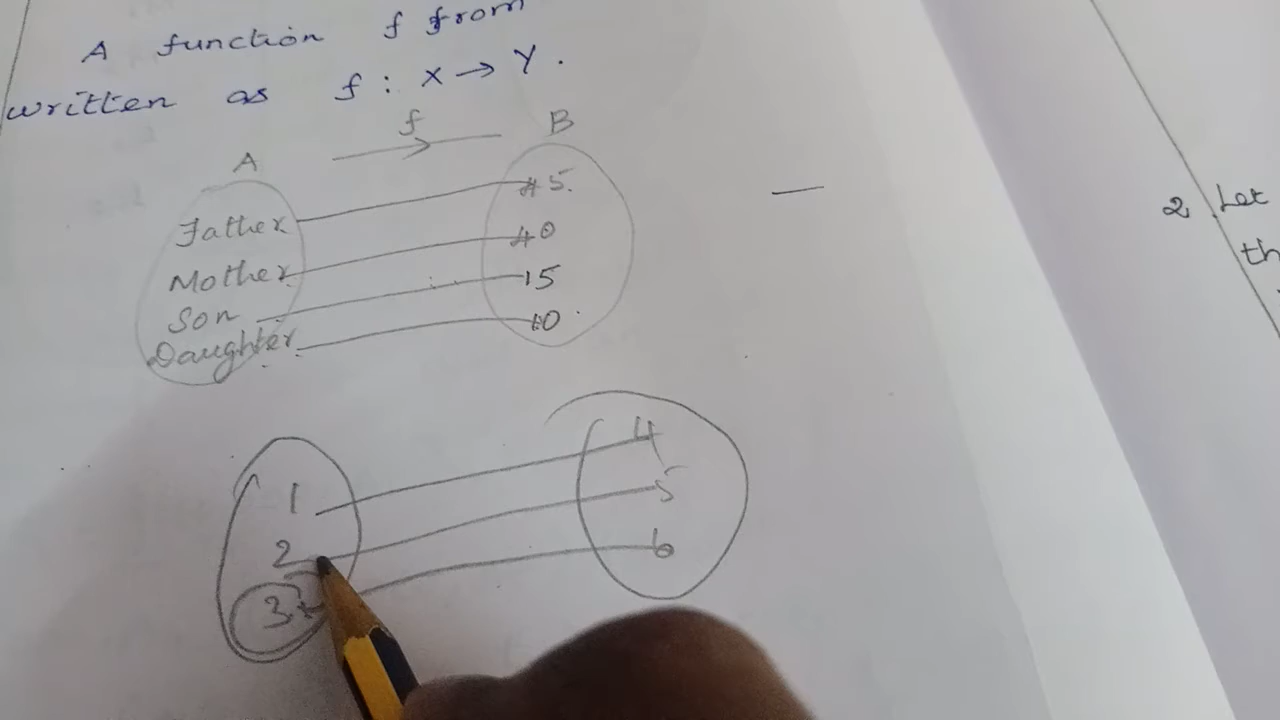 A function f from
written as f : X → Y .
f
A B
Father 45.
Mother 40
Son 15
Daughter 10
1 4
2 5
3 6
2 Let
th